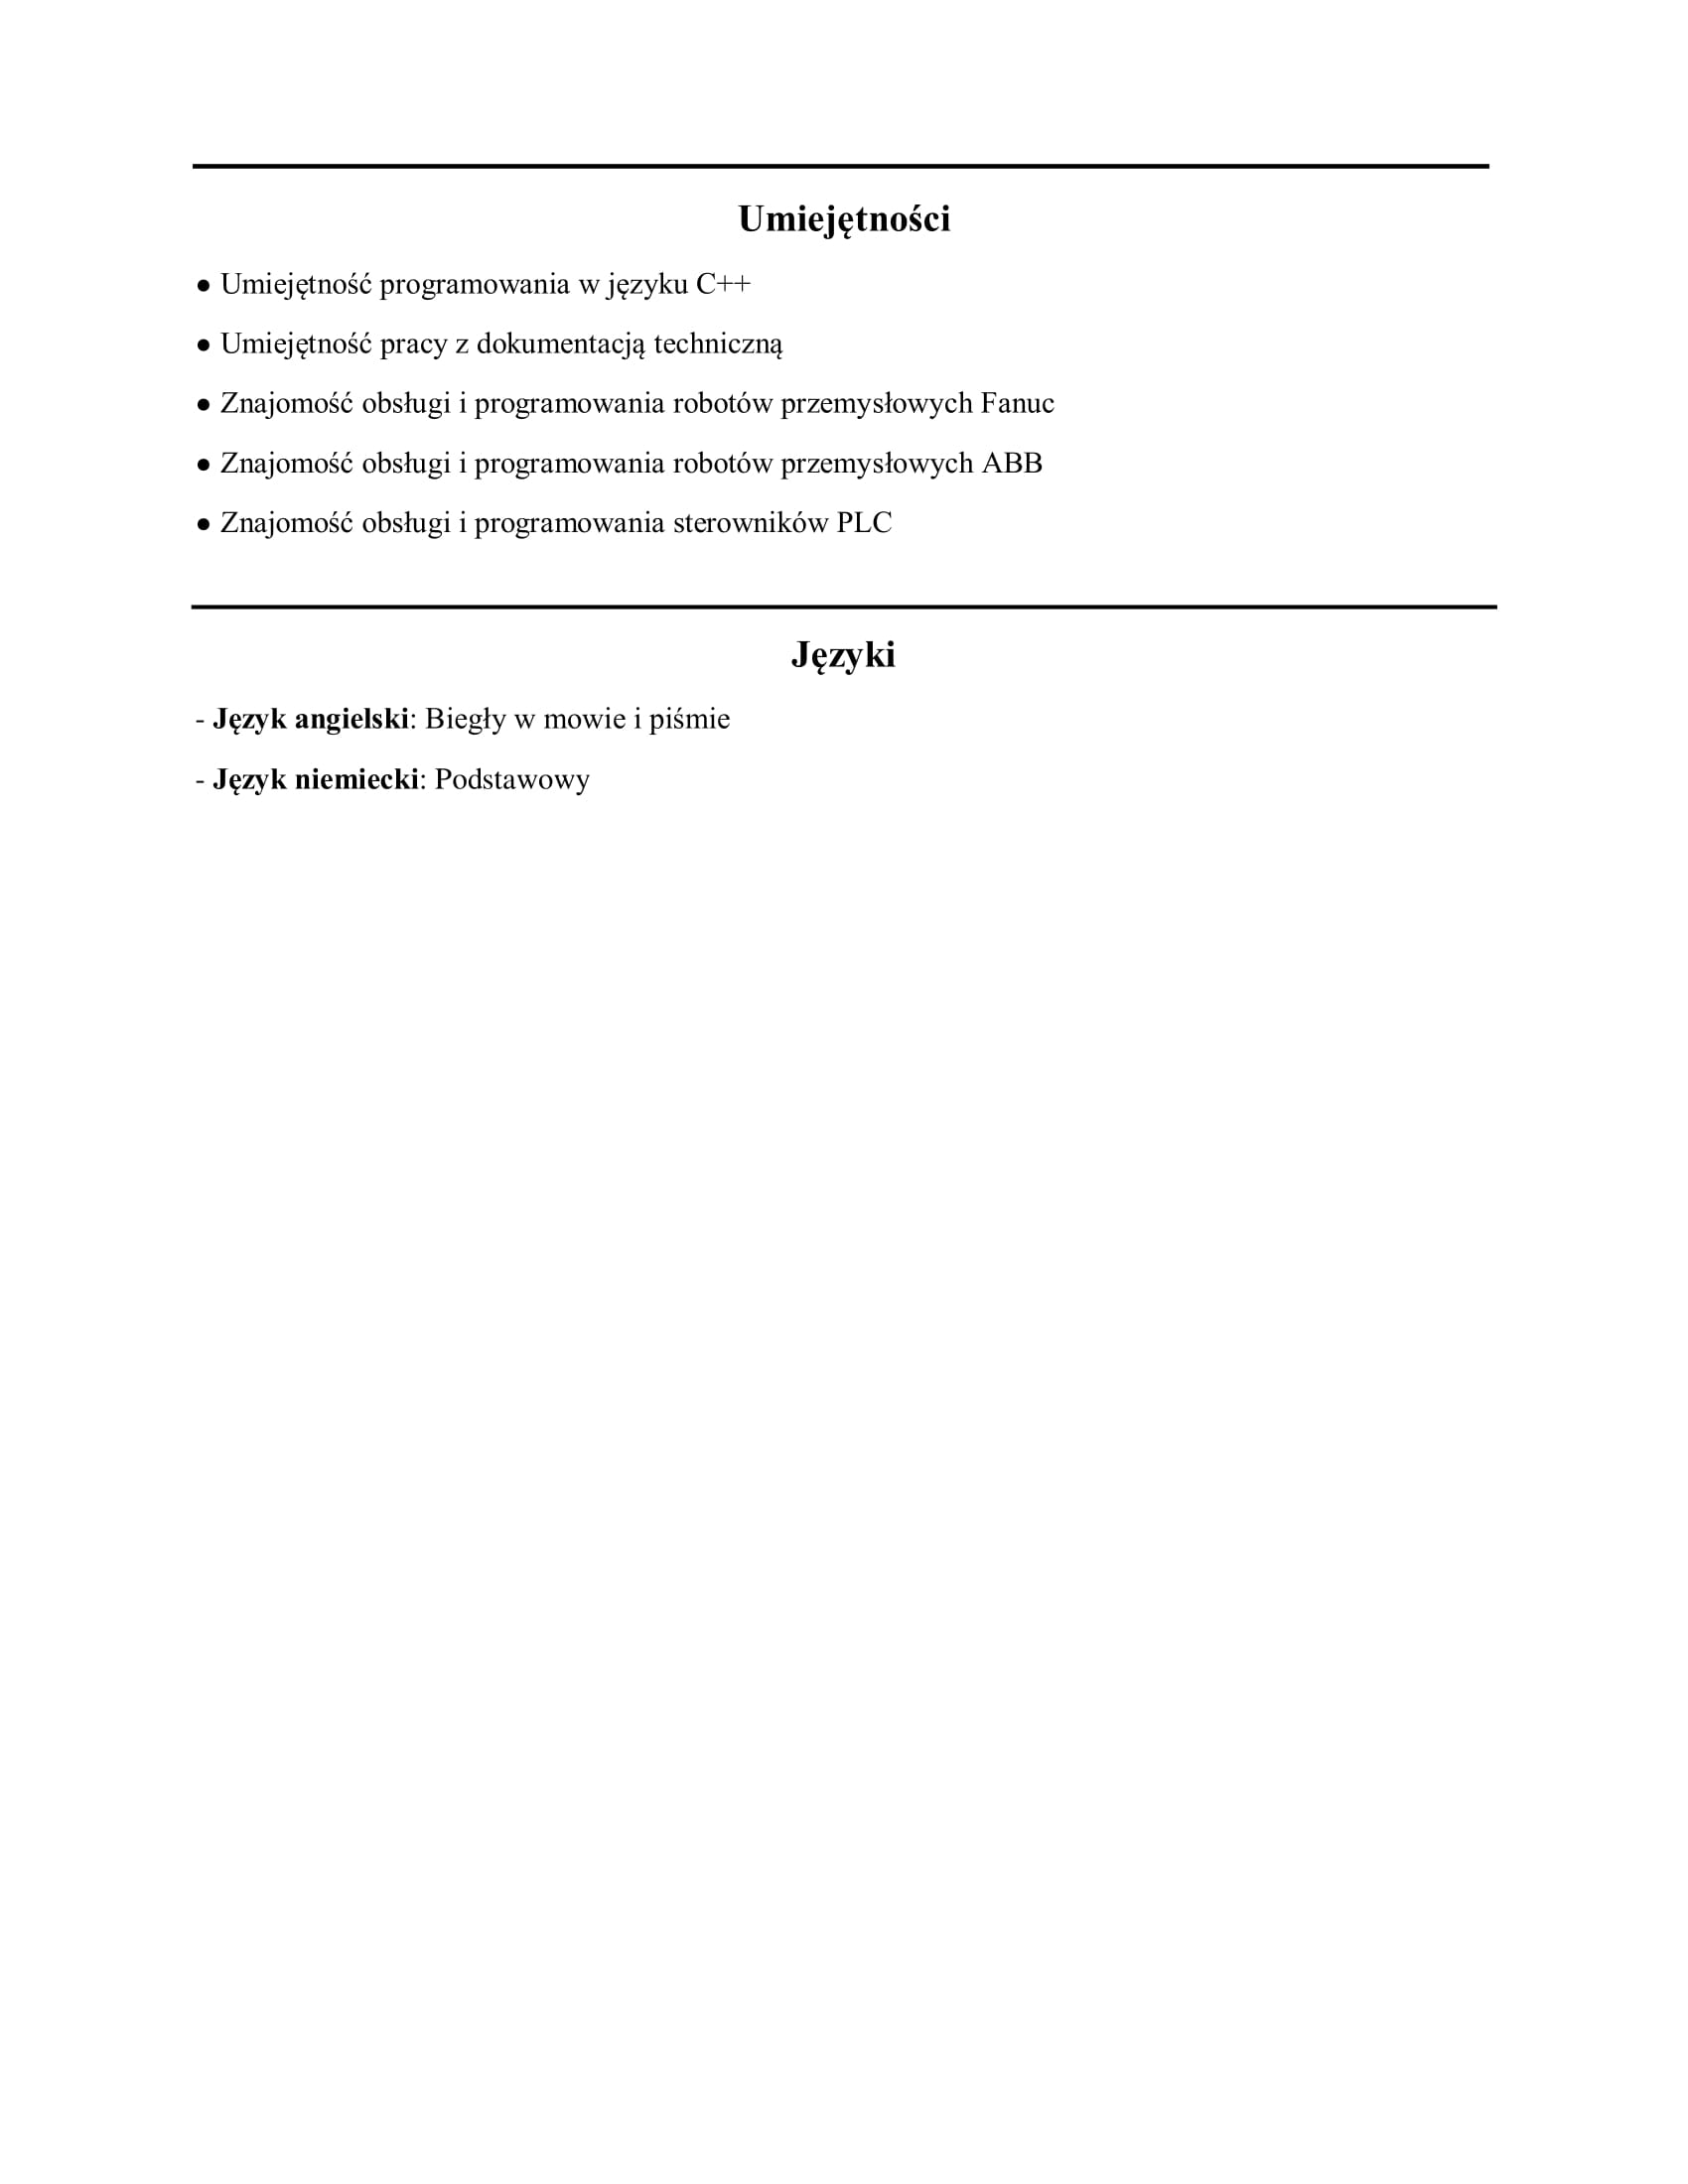 Umiejętności
● Umiejętność programowania w języku C++
● Umiejętność pracy z dokumentacją techniczną
● Znajomość obsługi i programowania robotów przemysłowych Fanuc
● Znajomość obsługi i programowania robotów przemysłowych ABB
● Znajomość obsługi i programowania sterowników PLC
Języki
- Język angielski: Biegły w mowie i piśmie
- Język niemiecki: Podstawowy